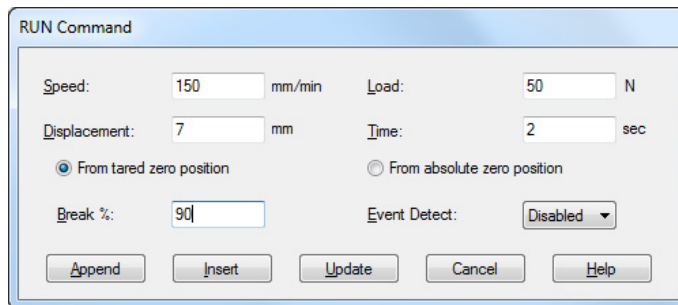 RUN Command
Speed: 150 mm/min Load: 50 N
Displacement: 7 mm Time: 2 sec
From tared zero position From absolute zero position
Break %: 90 Event Detect: Disabled
Append Insert Update Cancel Help